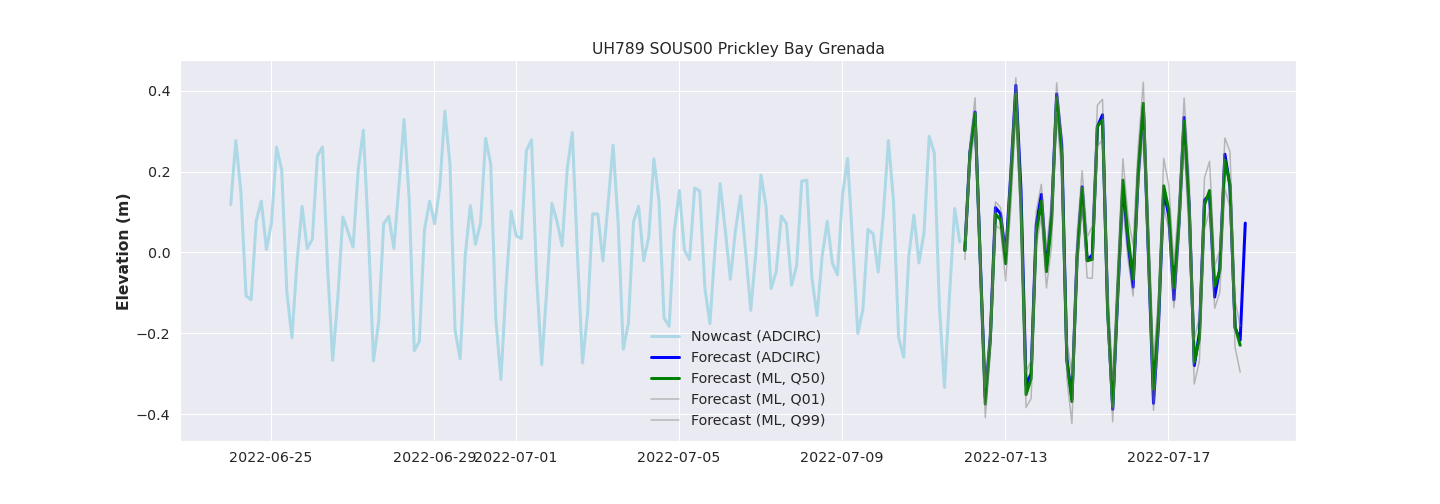 UH789 SOUS00 Prickley Bay Grenada
Elevation (m)
0.4
0.2
0.0
−0.2
−0.4
Nowcast (ADCIRC)
Forecast (ADCIRC)
Forecast (ML, Q50)
Forecast (ML, Q01)
Forecast (ML, Q99)
2022-06-25 2022-06-29 2022-07-01 2022-07-05 2022-07-09 2022-07-13 2022-07-17